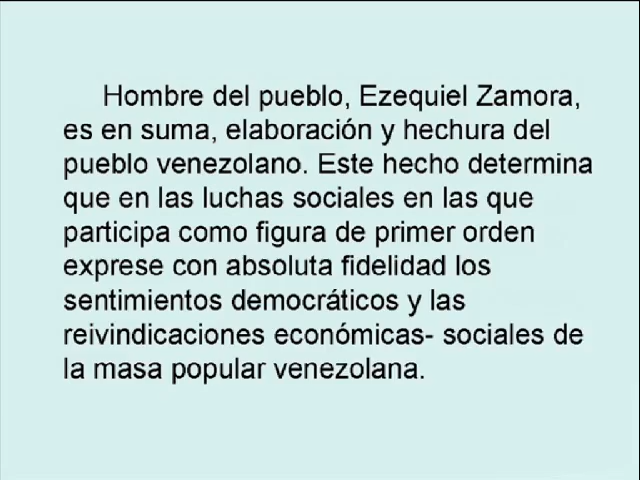 Hombre del pueblo, Ezequiel Zamora,
es en suma, elaboración y hechura del
pueblo venezolano. Este hecho determina
que en las luchas sociales en las que
participa como figura de primer orden
exprese con absoluta fidelidad los
sentimientos democráticos y las
reivindicaciones económicas- sociales de
la masa popular venezolana.